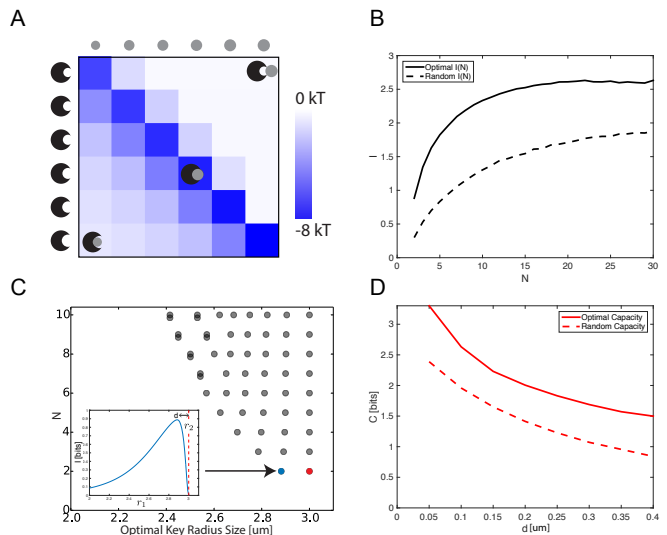 A
0 kT
-8 kT
B
Optimal I(N)
Random I(N)
3
2.5
2
1.5
1
0.5
0
I
0 5 10 15 20 25 30
N
C
10
8
6
4
2
0
N
d
r2
I [bits]
r1
2.0 2.2 2.4 2.6 2.8 3.0
Optimal Key Radius Size [um]
D
Optimal Capacity
Random Capacity
3
2.5
2
1.5
1
0.5
0
C [bits]
0 0.05 0.1 0.15 0.2 0.25 0.3 0.35 0.4
d [um]